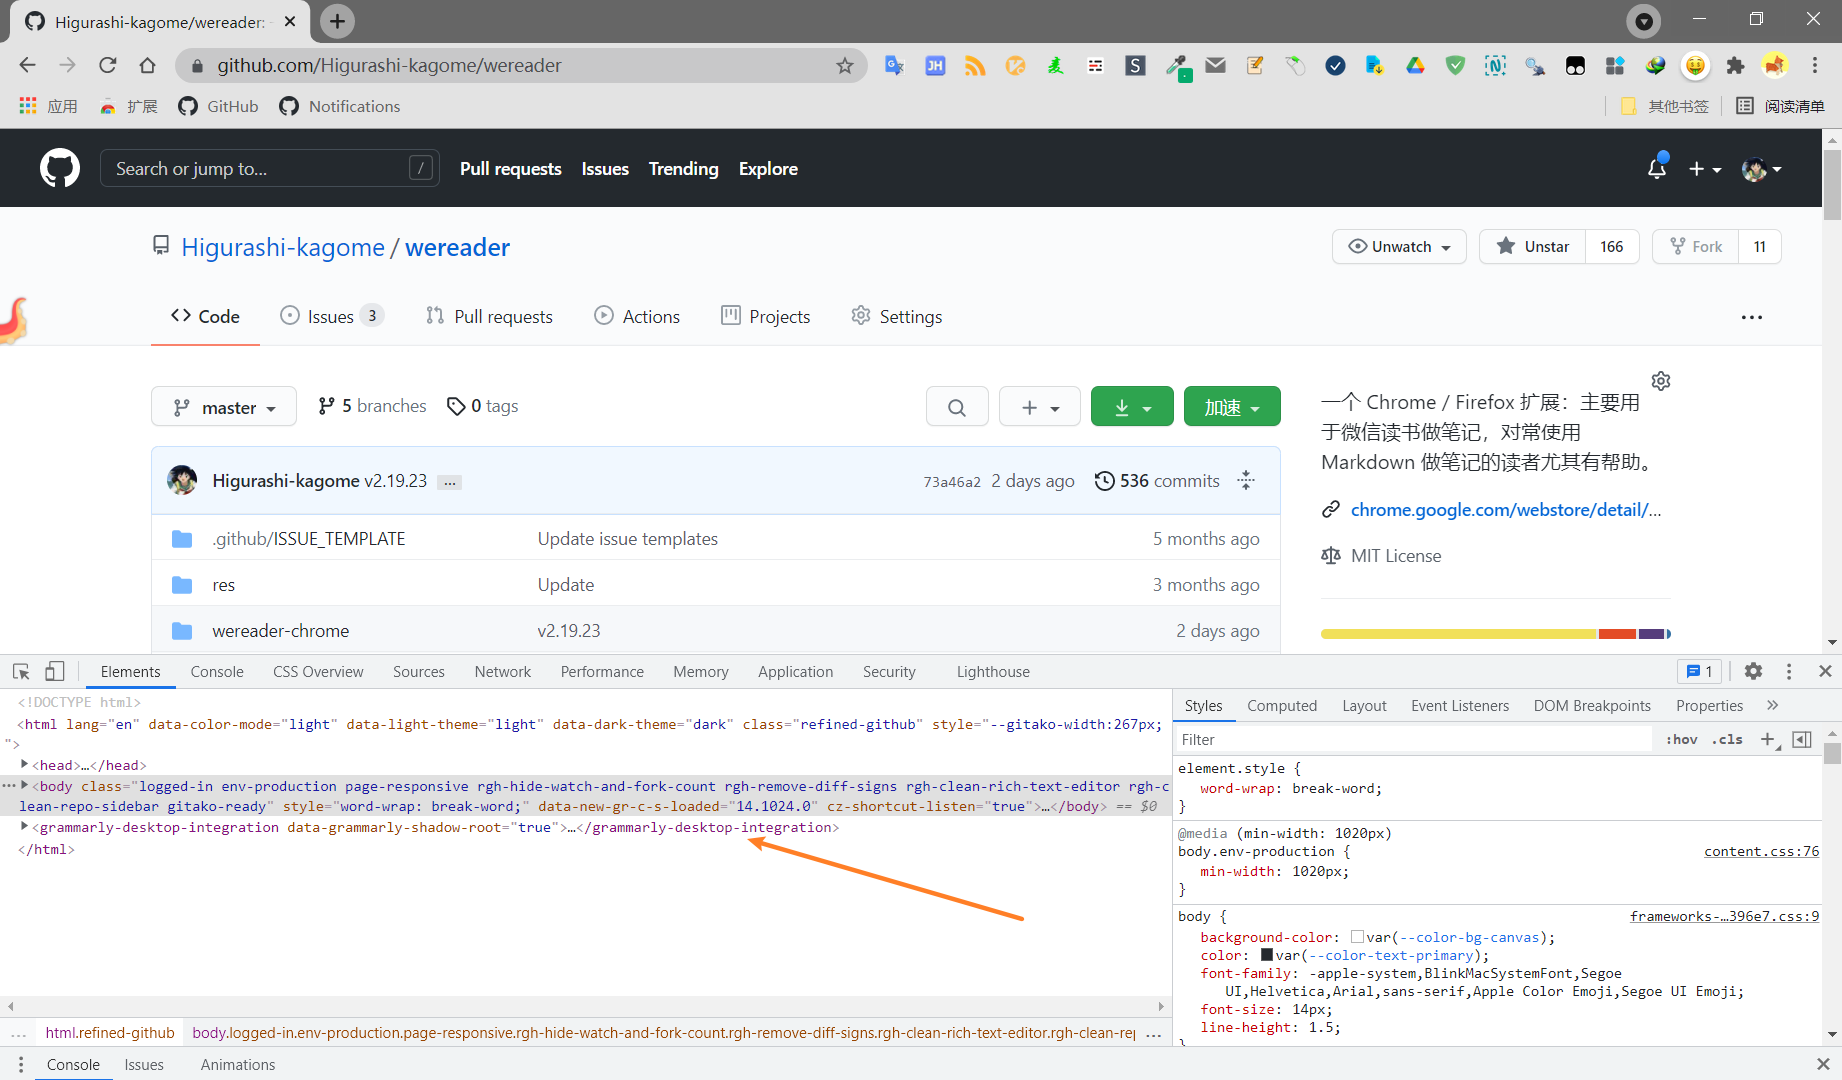 Higurashi-kagome/wereader:
github.com/Higurashi-kagome/wereader
应用 扩展 GitHub Notifications 其他书签 阅读清单
Search or jump to... / Pull requests Issues Trending Explore
Higurashi-kagome / wereader Unwatch Unstar 166 Fork 11
Code Issues 3 Pull requests Actions Projects Settings ...
master 5 branches 0 tags 加速
一个 Chrome / Firefox 扩展：主要用
于微信读书做笔记，对常使用
Markdown 做笔记的读者尤其有帮助。
Higurashi-kagome v2.19.23 ... 73a46a2 2 days ago 536 commits
chrome.google.com/webstore/detail/...
.github/ISSUE_TEMPLATE Update issue templates 5 months ago
MIT License
res Update 3 months ago
wereader-chrome v2.19.23 2 days ago
Elements Console CSS Overview Sources Network Performance Memory Application Security Lighthouse 1
<!DOCTYPE html>
<html lang="en" data-color-mode="light" data-light-theme="light" data-dark-theme="dark" class="refined-github" style="--gitako-width:267px;
">
<head>…</head>
<body class="logged-in env-production page-responsive rgh-hide-watch-and-fork-count rgh-remove-diff-signs rgh-clean-rich-text-editor rgh-c
lean-repo-sidebar gitako-ready" style="word-wrap: break-word;" data-new-gr-c-s-loaded="14.1024.0" cz-shortcut-listen="true">…</body> == $0
<grammarly-desktop-integration data-grammarly-shadow-root="true">…</grammarly-desktop-integration>
</html>
Styles Computed Layout Event Listeners DOM Breakpoints Properties »
Filter :hov .cls +
element.style {
word-wrap: break-word;
}
@media (min-width: 1020px)
body.env-production { content.css:76
min-width: 1020px;
}
body { frameworks-…396e7.css:9
background-color: var(--color-bg-canvas);
color: var(--color-text-primary);
font-family: -apple-system,BlinkMacSystemFont,Segoe
UI,Helvetica,Arial,sans-serif,Apple Color Emoji,Segoe UI Emoji;
font-size: 14px;
line-height: 1.5;
}
... html.refined-github body.logged-in.env-production.page-responsive.rgh-hide-watch-and-fork-count.rgh-remove-diff-signs.rgh-clean-rich-text-editor.rgh-clean-rep ...
Console Issues Animations